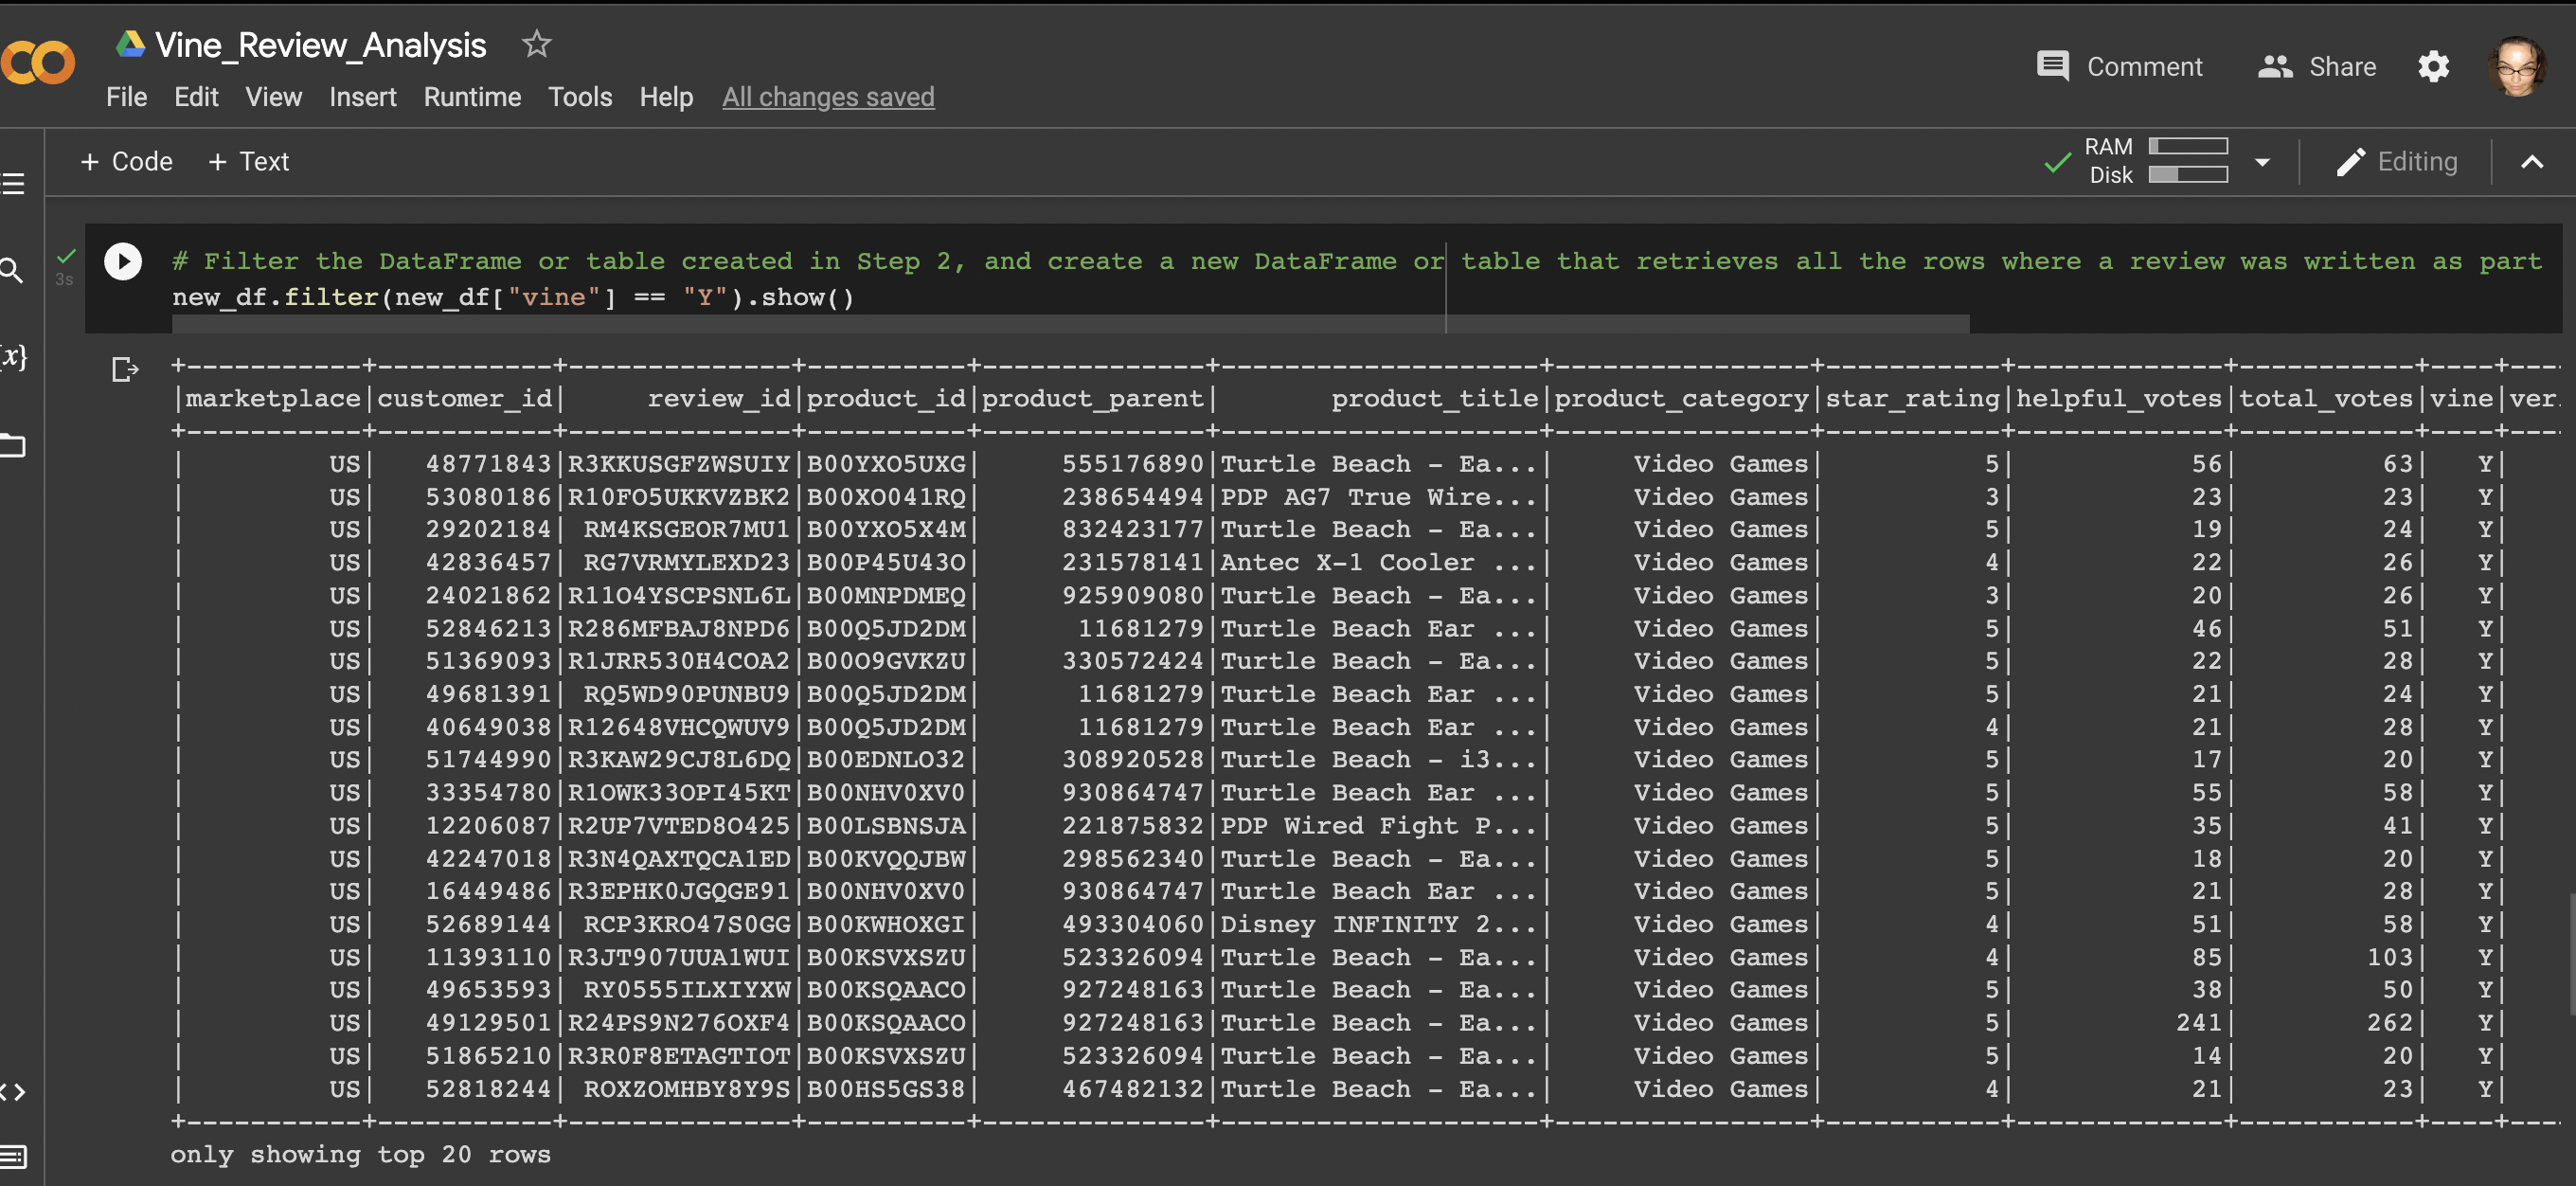 Vine_Review_Analysis
Comment Share
File Edit View Insert Runtime Tools Help All changes saved
+ Code + Text
RAM
Disk
Editing
3s
# Filter the DataFrame or table created in Step 2, and create a new DataFrame or table that retrieves all the rows where a review was written as part
new_df.filter(new_df["vine"] == "Y").show()
+-----------+-----------+--------------+----------+--------------+--------------------+----------------+-----------+-------------+-----------+----+---
|marketplace|customer_id|     review_id|product_id|product_parent|       product_title|product_category|star_rating|helpful_votes|total_votes|vine|ver
+-----------+-----------+--------------+----------+--------------+--------------------+----------------+-----------+-------------+-----------+----+---
|         US|   48771843|R3KKUSGFZWSUIY|B00YXO5UXG|     555176890|Turtle Beach - Ea...|     Video Games|          5|           56|         63|   Y|
|         US|   53080186|R10FO5UKKVZBK2|B00XO041RQ|     238654494|PDP AG7 True Wire...|     Video Games|          3|           23|         23|   Y|
|         US|   29202184| RM4KSGEOR7MU1|B00YXO5X4M|     832423177|Turtle Beach - Ea...|     Video Games|          5|           19|         24|   Y|
|         US|   42836457| RG7VRMYLEXD23|B00P45U43O|     231578141|Antec X-1 Cooler ...|     Video Games|          4|           22|         26|   Y|
|         US|   24021862|R11O4YSCPSNL6L|B00MNPDMEQ|     925909080|Turtle Beach - Ea...|     Video Games|          3|           20|         26|   Y|
|         US|   52846213|R286MFBAJ8NPD6|B00Q5JD2DM|      11681279|Turtle Beach Ear ...|     Video Games|          5|           46|         51|   Y|
|         US|   51369093|R1JRR530H4COA2|B00O9GVKZU|     330572424|Turtle Beach - Ea...|     Video Games|          5|           22|         28|   Y|
|         US|   49681391| RQ5WD90PUNBU9|B00Q5JD2DM|      11681279|Turtle Beach Ear ...|     Video Games|          5|           21|         24|   Y|
|         US|   40649038|R12648VHCQWUV9|B00Q5JD2DM|      11681279|Turtle Beach Ear ...|     Video Games|          4|           21|         28|   Y|
|         US|   51744990|R3KAW29CJ8L6DQ|B00EDNLO32|     308920528|Turtle Beach - i3...|     Video Games|          5|           17|         20|   Y|
|         US|   33354780|R1OWK33OPI45KT|B00NHV0XV0|     930864747|Turtle Beach Ear ...|     Video Games|          5|           55|         58|   Y|
|         US|   12206087|R2UP7VTED8O425|B00LSBNSJA|     221875832|PDP Wired Fight P...|     Video Games|          5|           35|         41|   Y|
|         US|   42247018|R3N4QAXTQCA1ED|B00KVQQJBW|     298562340|Turtle Beach - Ea...|     Video Games|          5|           18|         20|   Y|
|         US|   16449486|R3EPHK0JGQGE91|B00NHV0XV0|     930864747|Turtle Beach Ear ...|     Video Games|          5|           21|         28|   Y|
|         US|   52689144| RCP3KRO47S0GG|B00KWHOXGI|     493304060|Disney INFINITY 2...|     Video Games|          4|           51|         58|   Y|
|         US|   11393110|R3JT907UUA1WUI|B00KSVXSZU|     523326094|Turtle Beach - Ea...|     Video Games|          4|           85|        103|   Y|
|         US|   49653593| RY0555ILXIYXW|B00KSQAACO|     927248163|Turtle Beach - Ea...|     Video Games|          5|           38|         50|   Y|
|         US|   49129501|R24PS9N276OXF4|B00KSQAACO|     927248163|Turtle Beach - Ea...|     Video Games|          5|          241|        262|   Y|
|         US|   51865210|R3R0F8ETAGTIOT|B00KSVXSZU|     523326094|Turtle Beach - Ea...|     Video Games|          5|           14|         20|   Y|
|         US|   52818244| ROXZOMHBY8Y9S|B00HS5GS38|     467482132|Turtle Beach - Ea...|     Video Games|          4|           21|         23|   Y|
+-----------+-----------+--------------+----------+--------------+--------------------+----------------+-----------+-------------+-----------+----+---
only showing top 20 rows